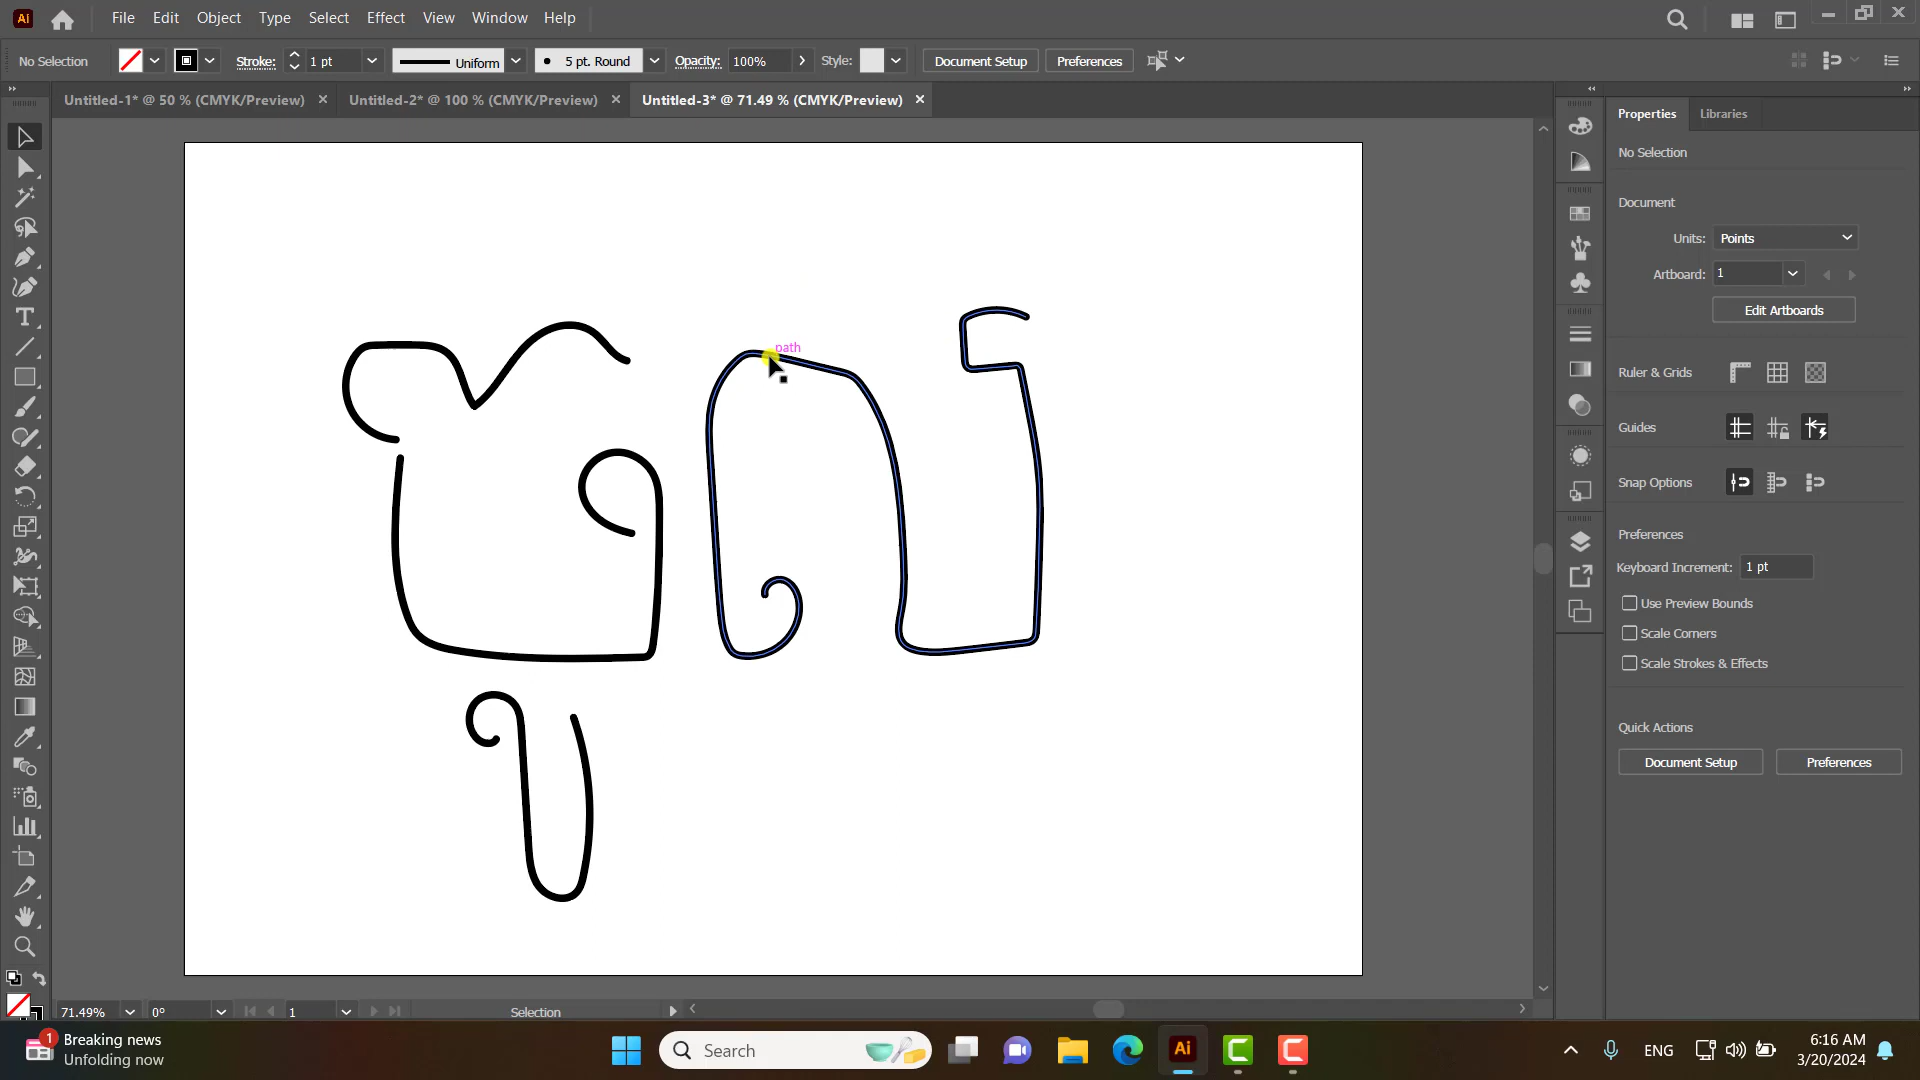 Ai File Edit Object Type Select Effect View Window Help
No Selection Stroke: 1 pt Uniform 5 pt. Round Opacity: 100% Style: Document Setup Preferences
Untitled-1* @ 50 % (CMYK/Preview) Untitled-2* @ 100 % (CMYK/Preview) Untitled-3* @ 71.49 % (CMYK/Preview)
Properties Libraries
No Selection
Document
Units: Points
Artboard: 1
Edit Artboards
path
Ruler & Grids
Guides
Snap Options
Preferences
Keyboard Increment: 1 pt
Use Preview Bounds
Scale Corners
Scale Strokes & Effects
Quick Actions
Document Setup Preferences
71.49% 0° 1 Selection
1 Breaking news
Unfolding now
Search
Ai
ENG
6:16 AM
3/20/2024